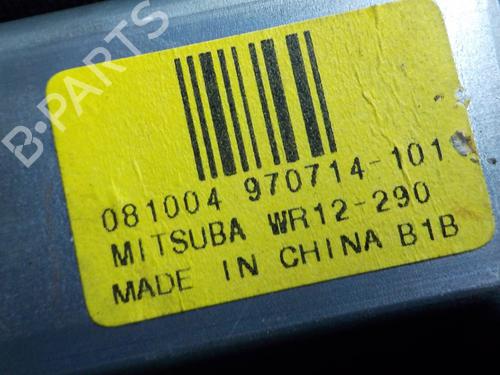 B-PARTS
081004 970714-101
MITSUBA WR12-290
MADE IN CHINA B1B